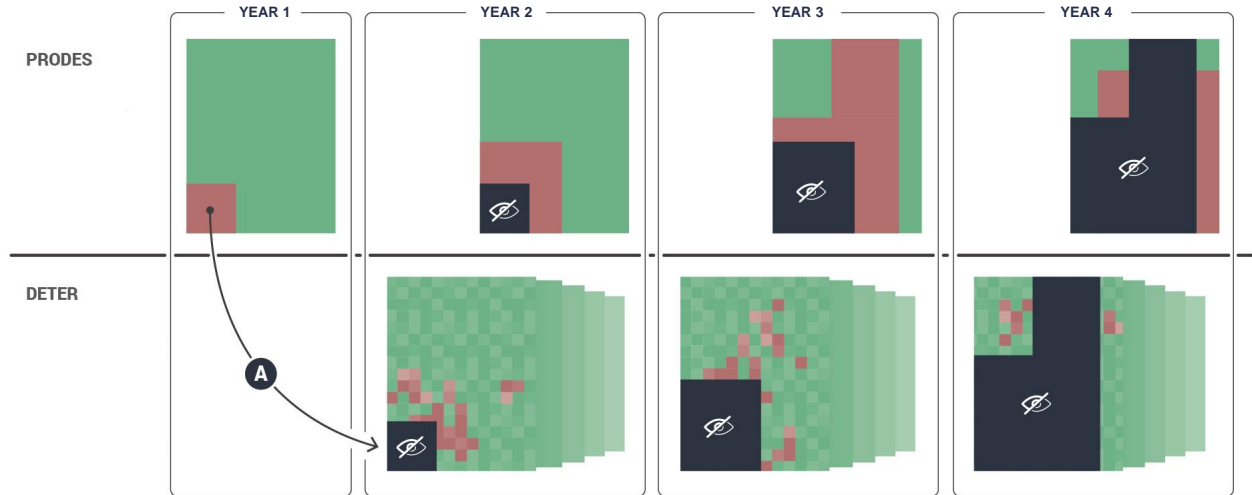 YEAR 1
YEAR 2
YEAR 3
YEAR 4
PRODES
DETER
A